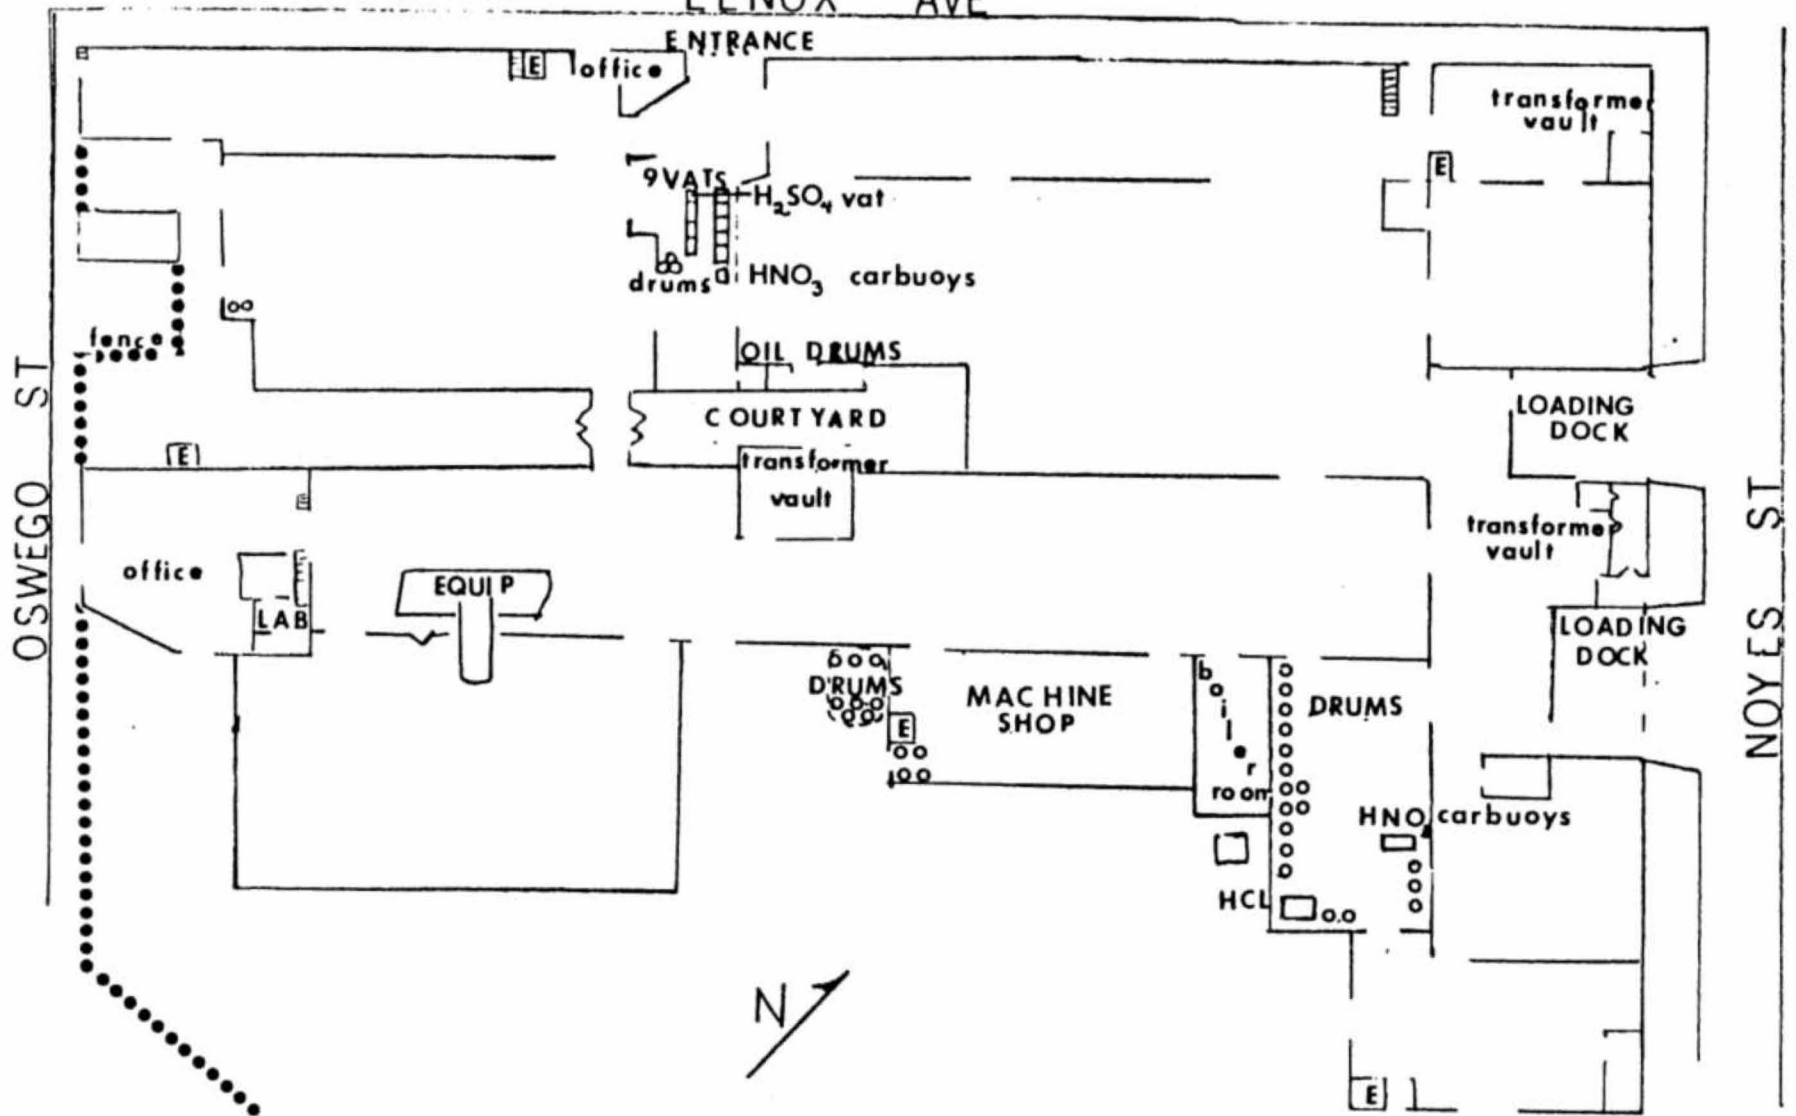 LENOX AVE
ENTRANCE
E
office
transformer
vault
E
9 VATS
H₂SO₄ vat
drums
HNO₃ carbuoys
fence
OIL DRUMS
COURTYARD
LOADING
DOCK
E
transformer
vault
OSWEGO ST
NOYES ST
transformer
vault
office
EQUIP
LAB
LOADING
DOCK
DRUMS
MACHINE
SHOP
boiler
room
DRUMS
E
HNO carbuoys
HCL
N
E